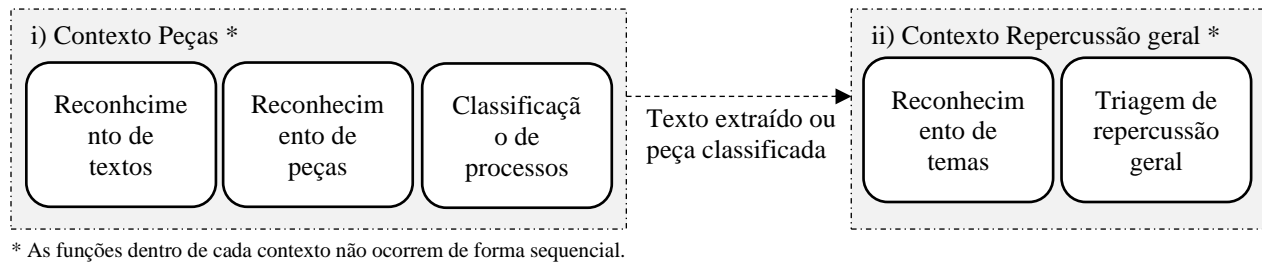 i) Contexto Peças *
Reconhcime
nto de
textos
Reconhecim
ento de
peças
Classificaçã
o de
processos
Texto extraído ou
peça classificada
ii) Contexto Repercussão geral *
Reconhecim
ento de
temas
Triagem de
repercussão
geral
* As funções dentro de cada contexto não ocorrem de forma sequencial.